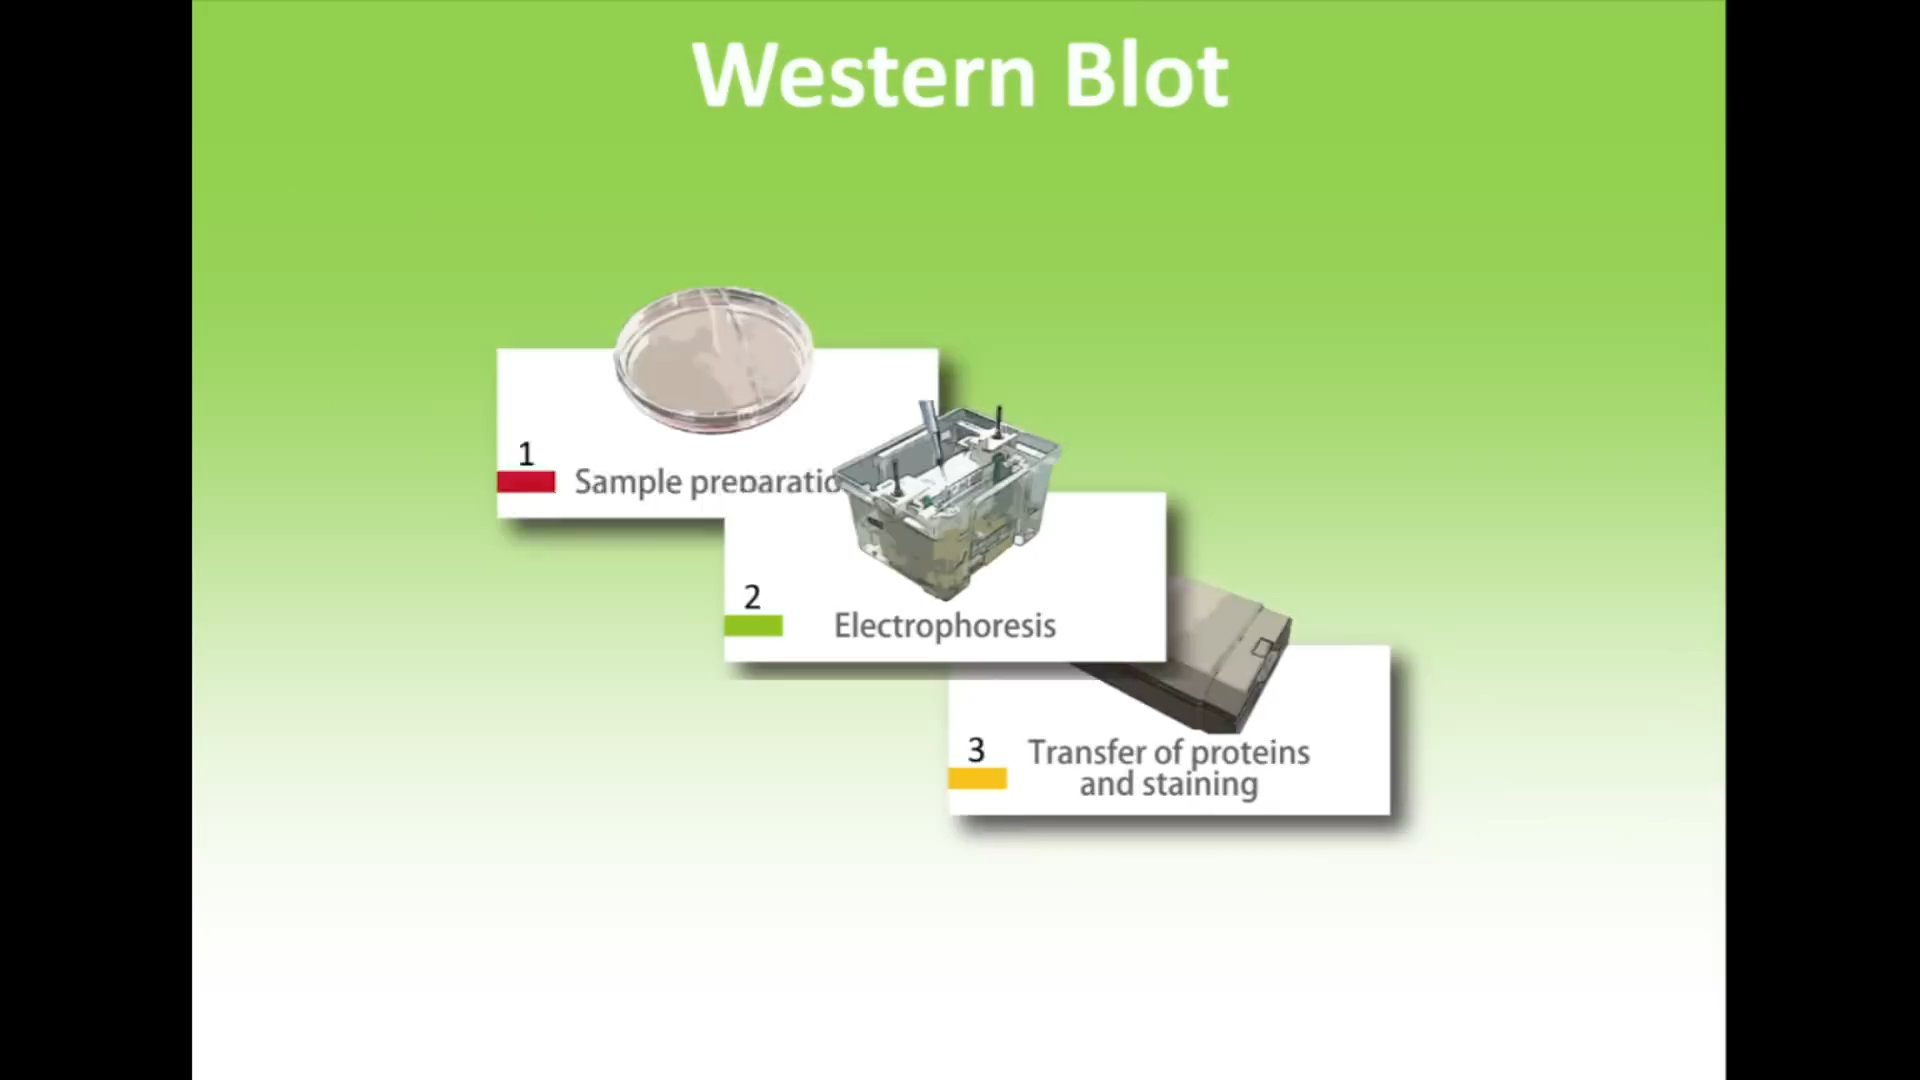 Western Blot
1
Sample preparatio
2
Electrophoresis
3
Transfer of proteins
and staining